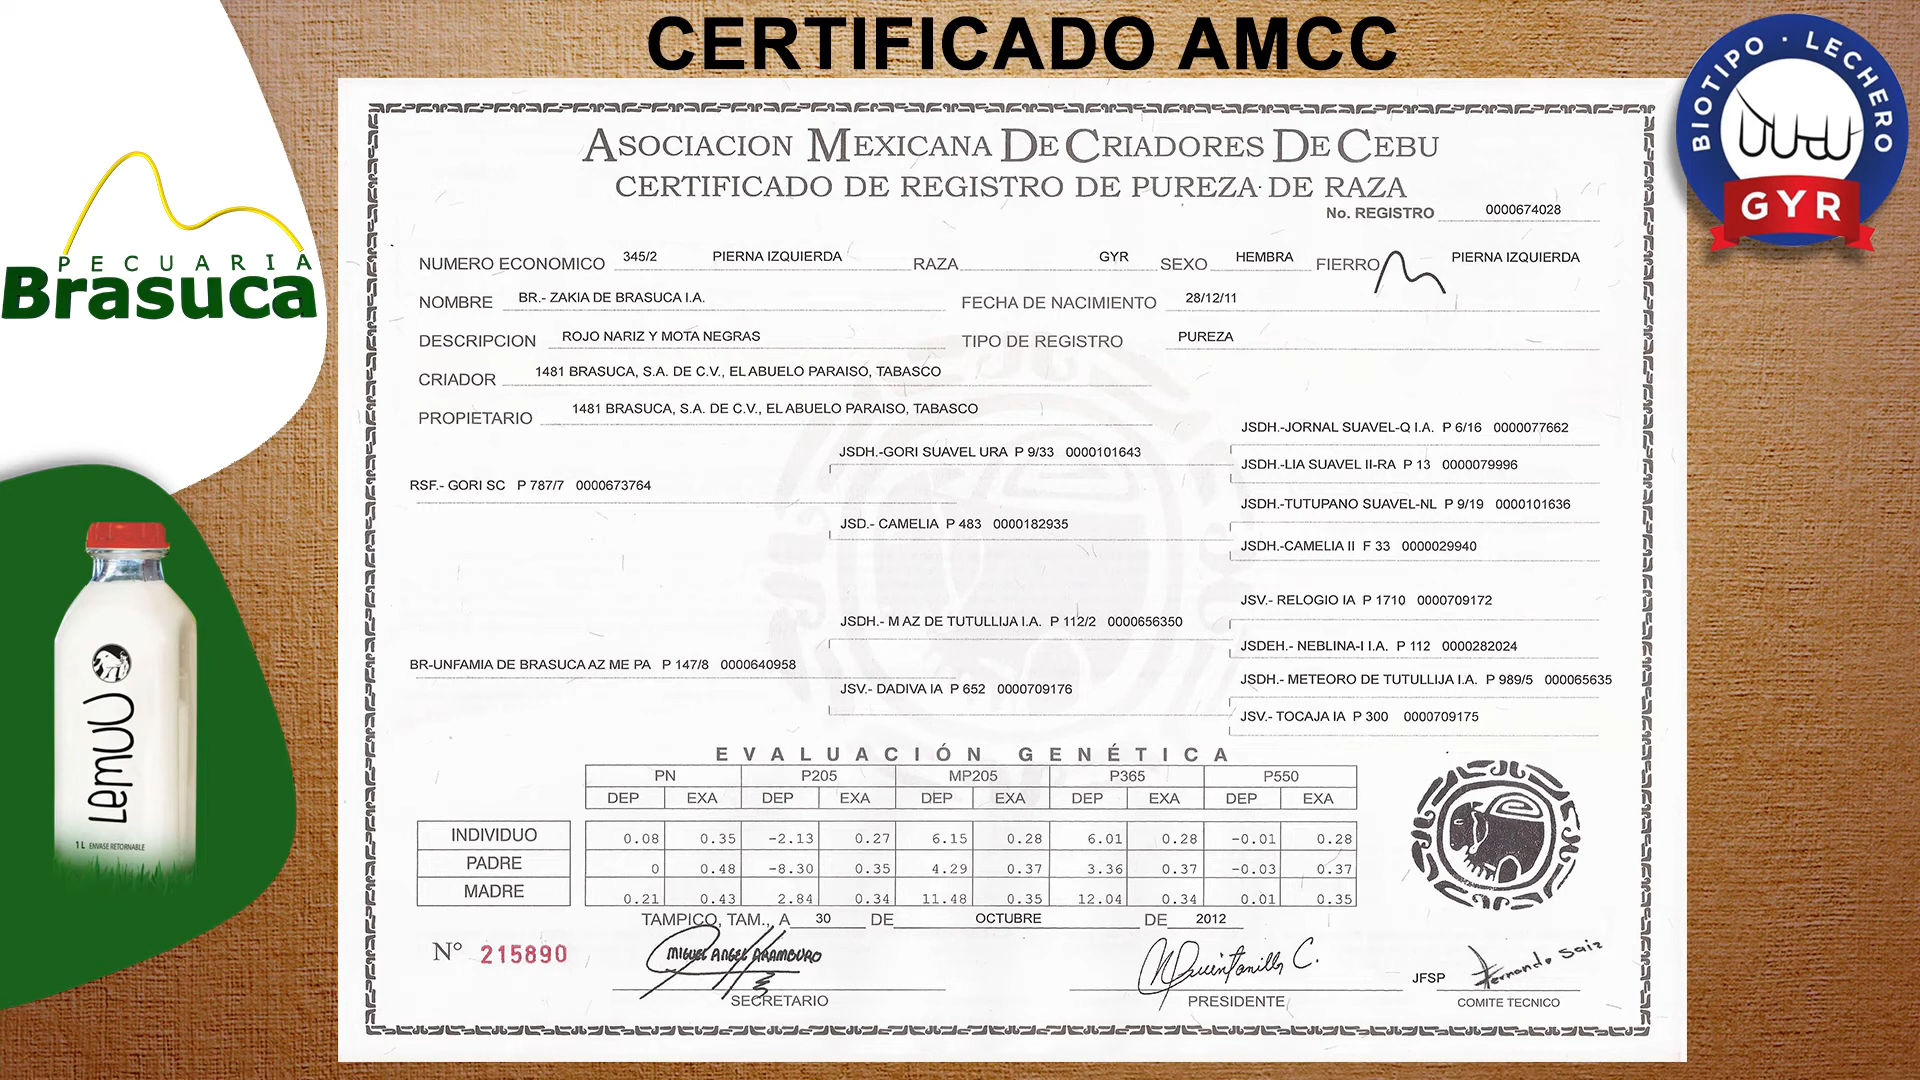 CERTIFICADO AMCC
BIOTIPO · LECHERO
GYR
PECUARIA
Brasuca
LemuU
1 L ENVASE RETORNABLE
ASOCIACION MEXICANA DE CRIADORES DE CEBU
CERTIFICADO DE REGISTRO DE PUREZA DE RAZA
No. REGISTRO 0000674028
NUMERO ECONOMICO 345/2 PIERNA IZQUIERDA RAZA GYR SEXO HEMBRA FIERRO PIERNA IZQUIERDA
NOMBRE BR.- ZAKIA DE BRASUCA I.A. FECHA DE NACIMIENTO 28/12/11
DESCRIPCION ROJO NARIZ Y MOTA NEGRAS TIPO DE REGISTRO PUREZA
CRIADOR 1481 BRASUCA, S.A. DE C.V., EL ABUELO PARAISO, TABASCO
PROPIETARIO 1481 BRASUCA, S.A. DE C.V., EL ABUELO PARAISO, TABASCO
JSDH.-JORNAL SUAVEL-Q I.A. P 6/16 0000077662
JSDH.-GORI SUAVEL URA P 9/33 0000101643
JSDH.-LIA SUAVEL II-RA P 13 0000079996
RSF.- GORI SC P 787/7 0000673764
JSDH.-TUTUPANO SUAVEL-NL P 9/19 0000101636
JSD.- CAMELIA P 483 0000182935
JSDH.-CAMELIA II F 33 0000029940
JSV.- RELOGIO IA P 1710 0000709172
JSDH.- M AZ DE TUTULLIJA I.A. P 112/2 0000656350
JSDEH.- NEBLINA-I I.A. P 112 0000282024
BR-UNFAMIA DE BRASUCA AZ ME PA P 147/8 0000640958
JSDH.- METEORO DE TUTULLIJA I.A. P 989/5 000065635
JSV.- DADIVA IA P 652 0000709176
JSV.- TOCAJA IA P 300 0000709175
EVALUACIÓN GENÉTICA
PN P205 MP205 P365 P550
DEP EXA DEP EXA DEP EXA DEP EXA DEP EXA
INDIVIDUO 0.08 0.35 -2.13 0.27 6.15 0.28 6.01 0.28 -0.01 0.28
PADRE 0 0.48 -8.30 0.35 4.29 0.37 3.36 0.37 -0.03 0.37
MADRE 0.21 0.43 2.84 0.34 11.48 0.35 12.04 0.34 0.01 0.35
TAMPICO, TAM., A 30 DE OCTUBRE DE 2012
N° 215890
MIGUEL ANGEL ARAMBURO
SECRETARIO
Quintanilla C.
PRESIDENTE
JFSP Fernando Saiz
COMITE TECNICO